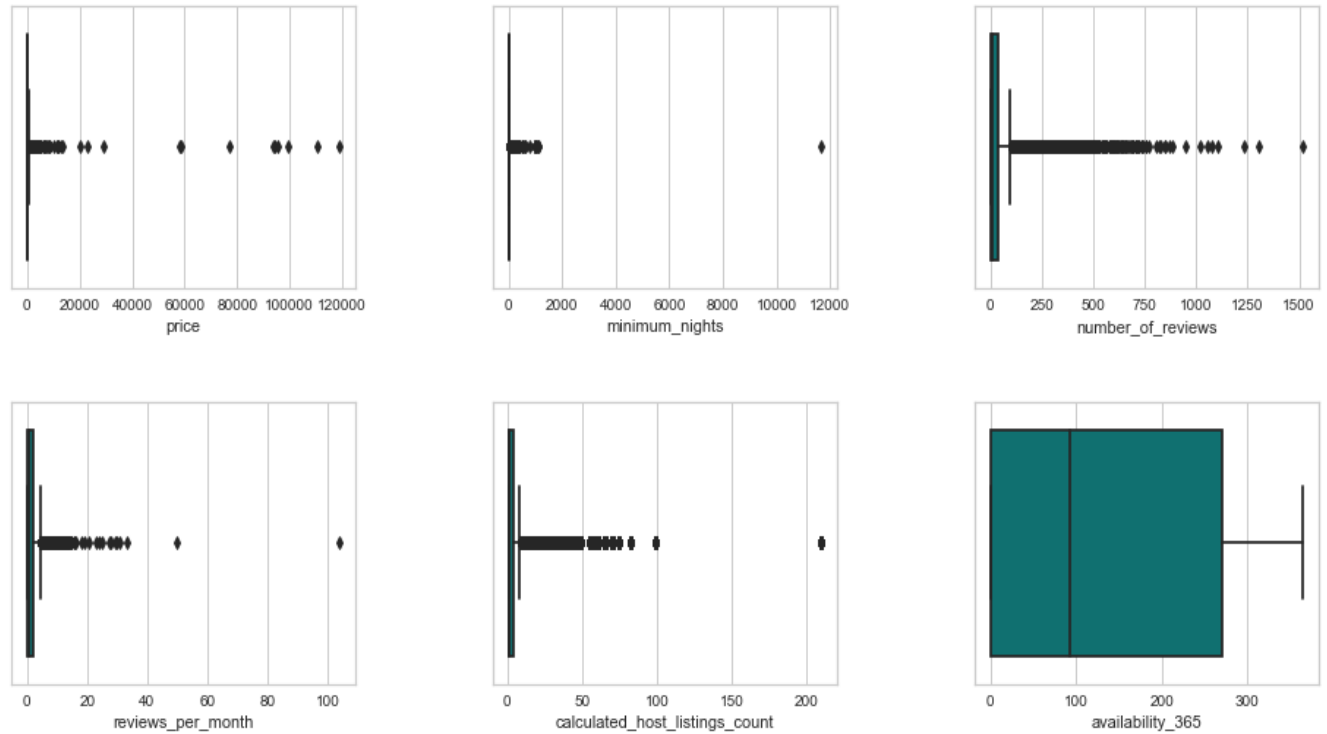 0 20000 40000 60000 80000 100000 120000
price
0 2000 4000 6000 8000 10000 12000
minimum_nights
0 250 500 750 1000 1250 1500
number_of_reviews
0 20 40 60 80 100
reviews_per_month
0 50 100 150 200
calculated_host_listings_count
0 100 200 300
availability_365